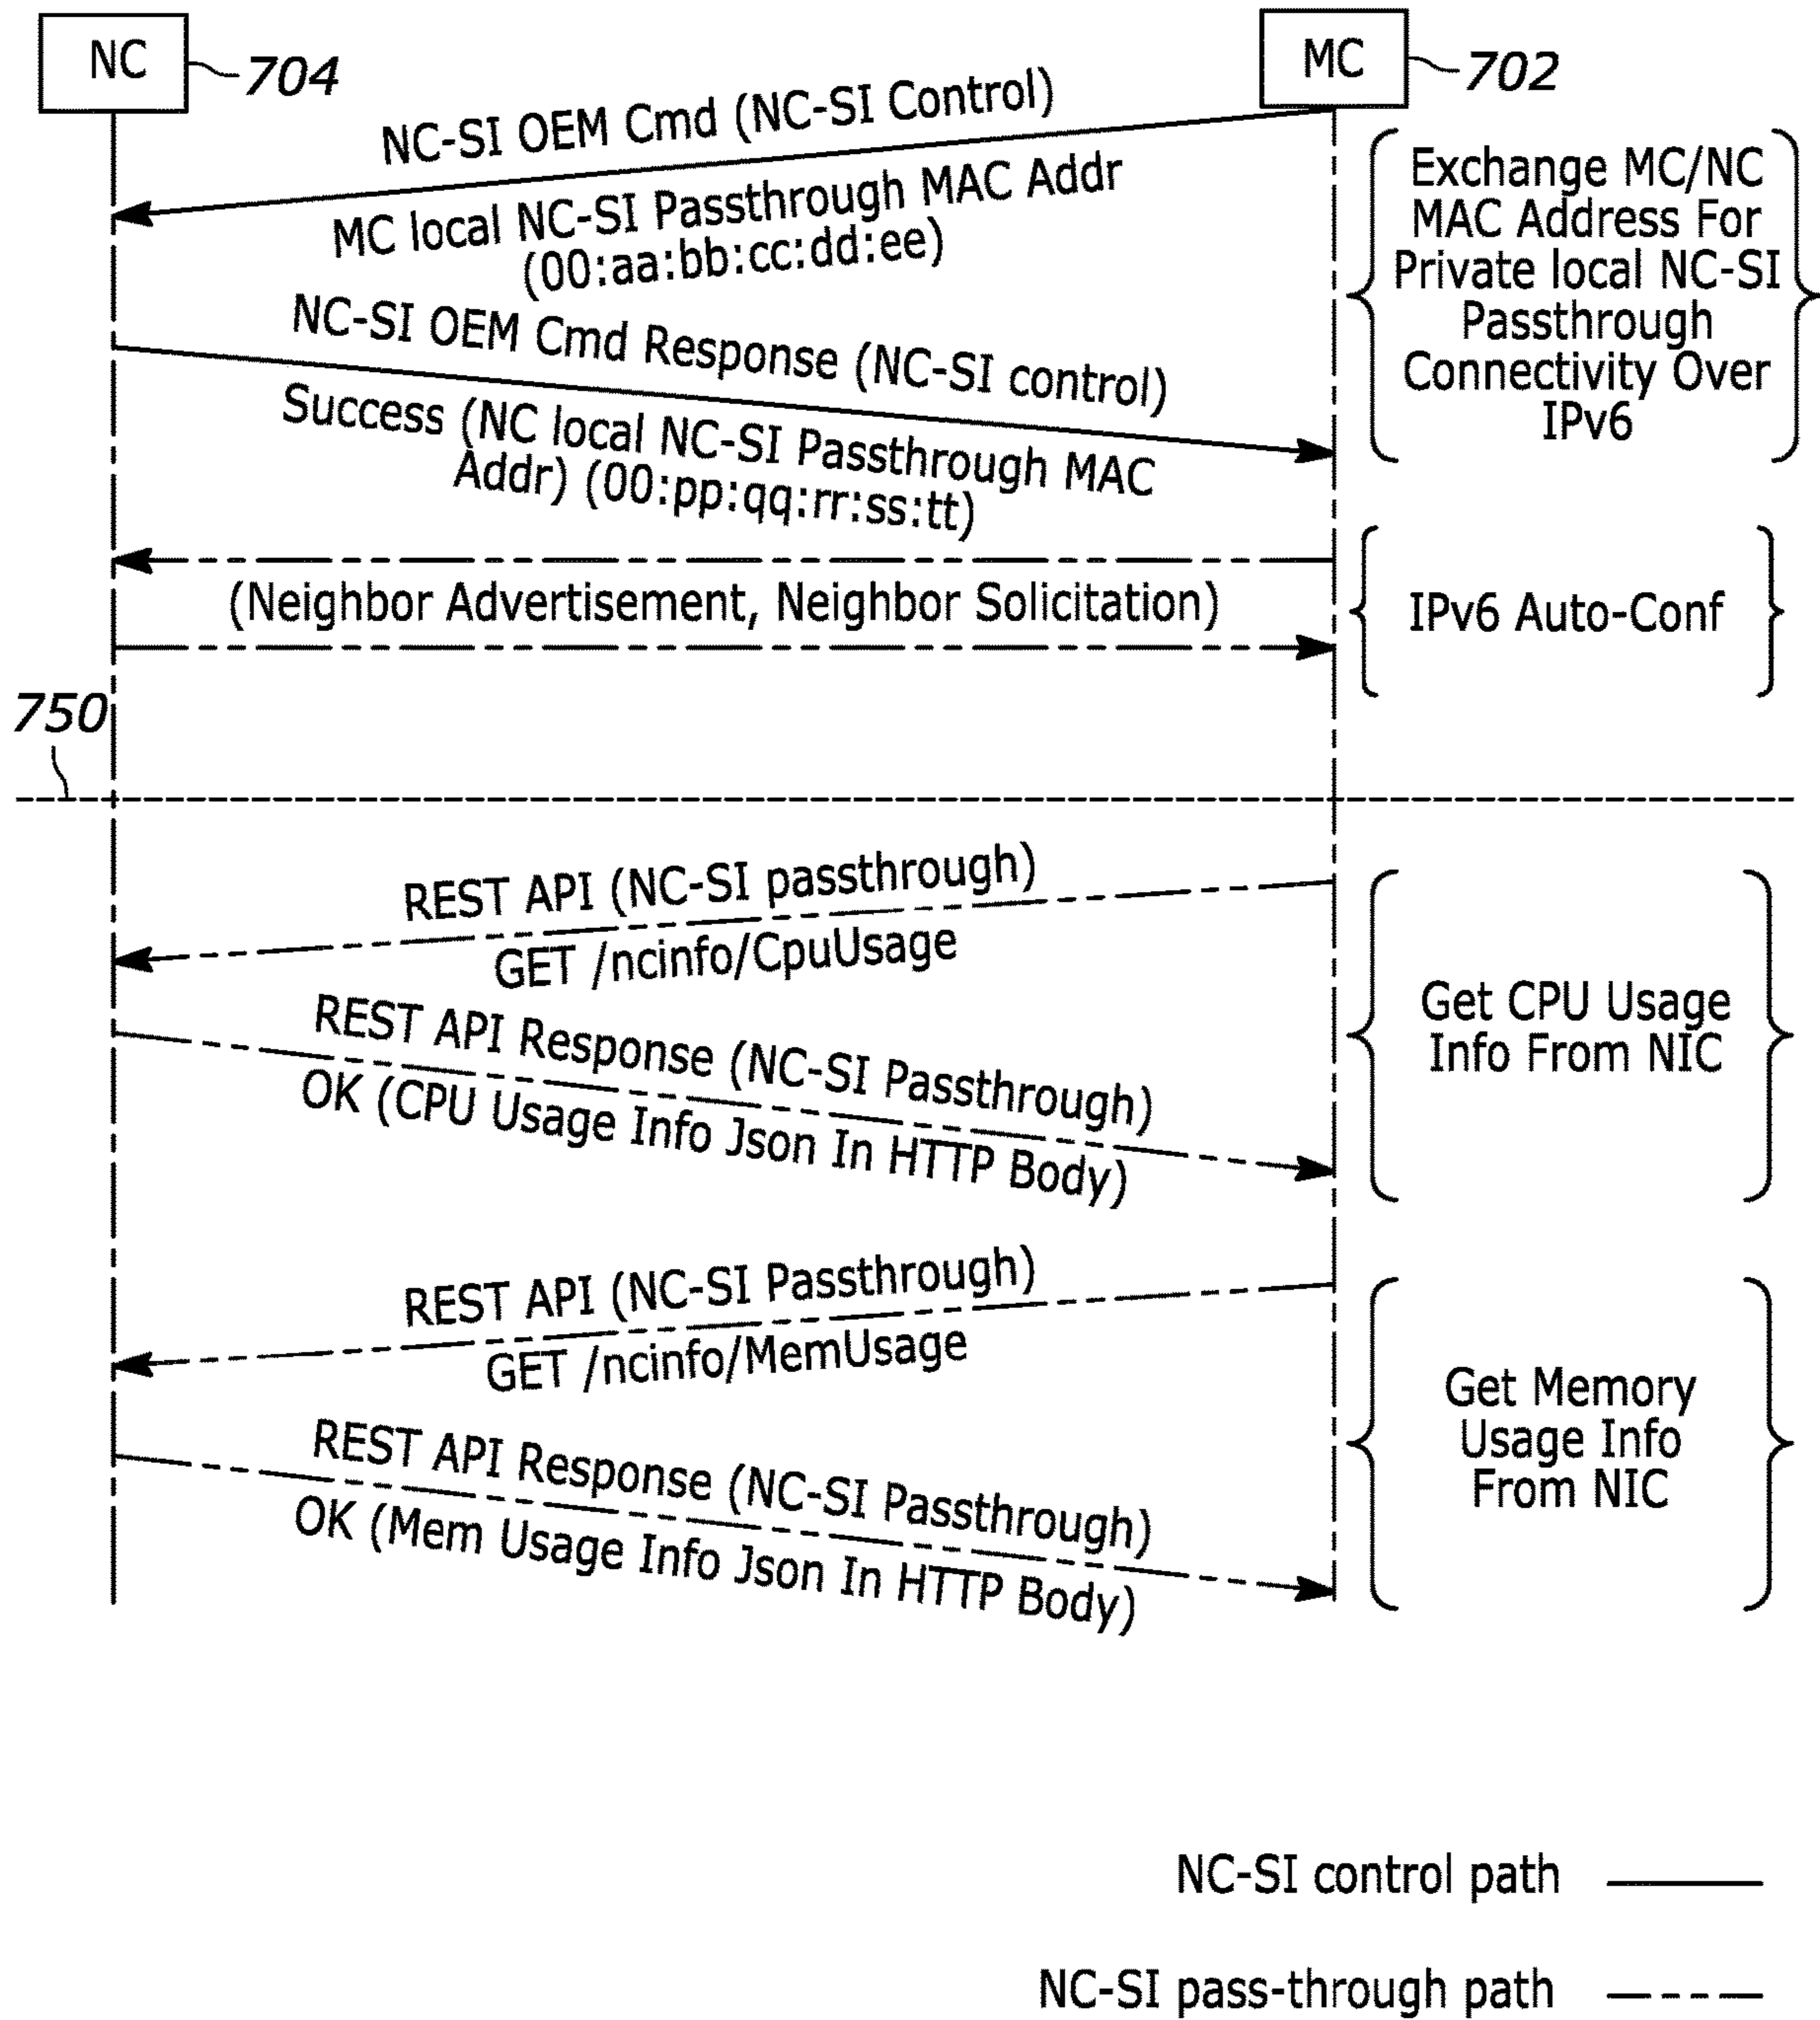 NC
704
MC
702
NC-SI OEM Cmd (NC-SI Control)
MC local NC-SI Passthrough MAC Addr
(00:aa:bb:cc:dd:ee)
NC-SI OEM Cmd Response (NC-SI control)
Success (NC local NC-SI Passthrough MAC
Addr) (00:pp:qq:rr:ss:tt)
Exchange MC/NC
MAC Address For
Private local NC-SI
Passthrough
Connectivity Over
IPv6
(Neighbor Advertisement, Neighbor Solicitation)
IPv6 Auto-Conf
750
REST API (NC-SI passthrough)
GET /ncinfo/CpuUsage
REST API Response (NC-SI Passthrough)
OK (CPU Usage Info Json In HTTP Body)
Get CPU Usage
Info From NIC
REST API (NC-SI Passthrough)
GET /ncinfo/MemUsage
REST API Response (NC-SI Passthrough)
OK (Mem Usage Info Json In HTTP Body)
Get Memory
Usage Info
From NIC
NC-SI control path
NC-SI pass-through path